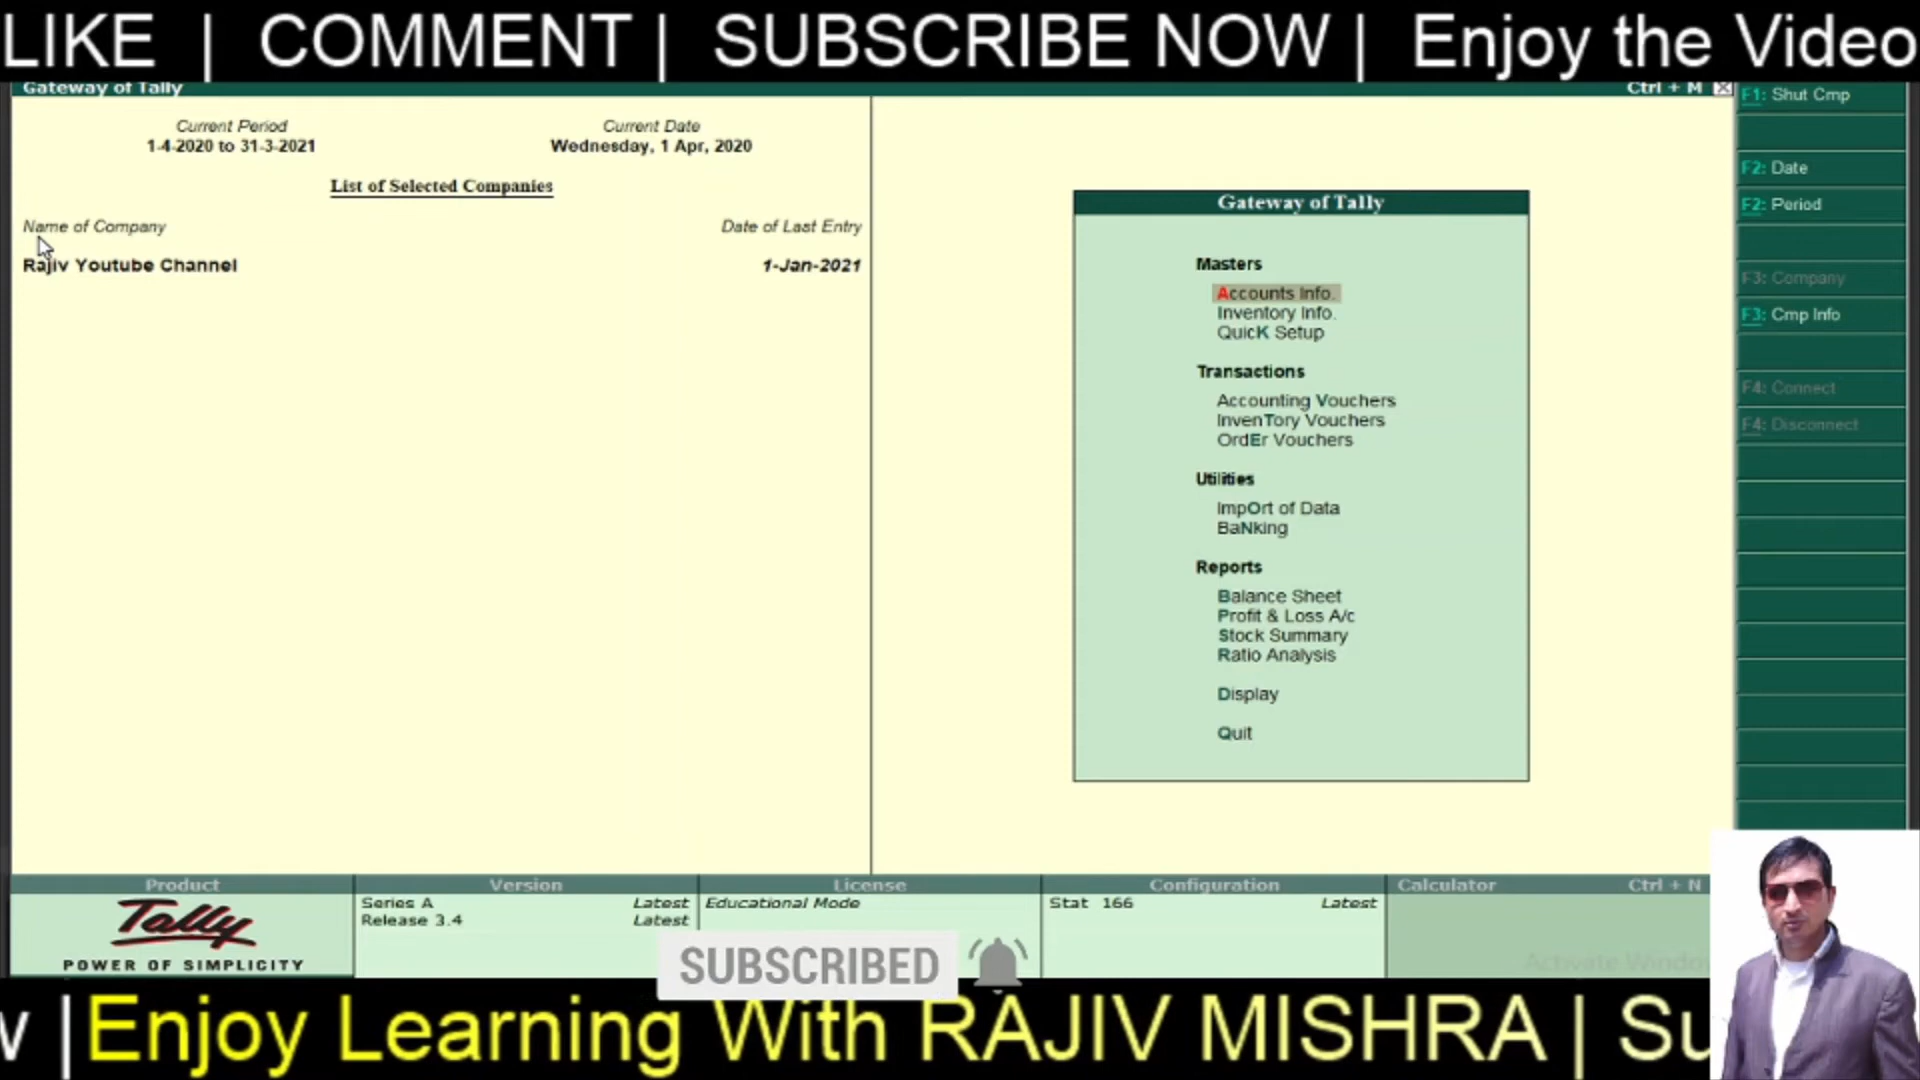 LIKE | COMMENT | SUBSCRIBE NOW | Enjoy the Video
Gateway of Tally
Ctrl + M
Current Period
1-4-2020 to 31-3-2021
Current Date
Wednesday, 1 Apr, 2020
List of Selected Companies
Name of Company
Date of Last Entry
Rajiv Youtube Channel
1-Jan-2021
Gateway of Tally
Masters
Accounts Info.
Inventory Info.
QuicK Setup
Transactions
Accounting Vouchers
InvenTory Vouchers
OrdEr Vouchers
Utilities
ImpOrt of Data
BaNking
Reports
Balance Sheet
Profit & Loss A/c
Stock Summary
Ratio Analysis
Display
Quit
F1: Shut Cmp
F2: Date
F2: Period
F3: Company
F3: Cmp Info
F4: Connect
F4: Disconnect
Product
Tally
POWER OF SIMPLICITY
Version
Series A Latest
Release 3.4 Latest
License
Educational Mode
Configuration
Stat 166 Latest
Calculator Ctrl + N
Activate
SUBSCRIBED
| Enjoy Learning With RAJIV MISHRA |